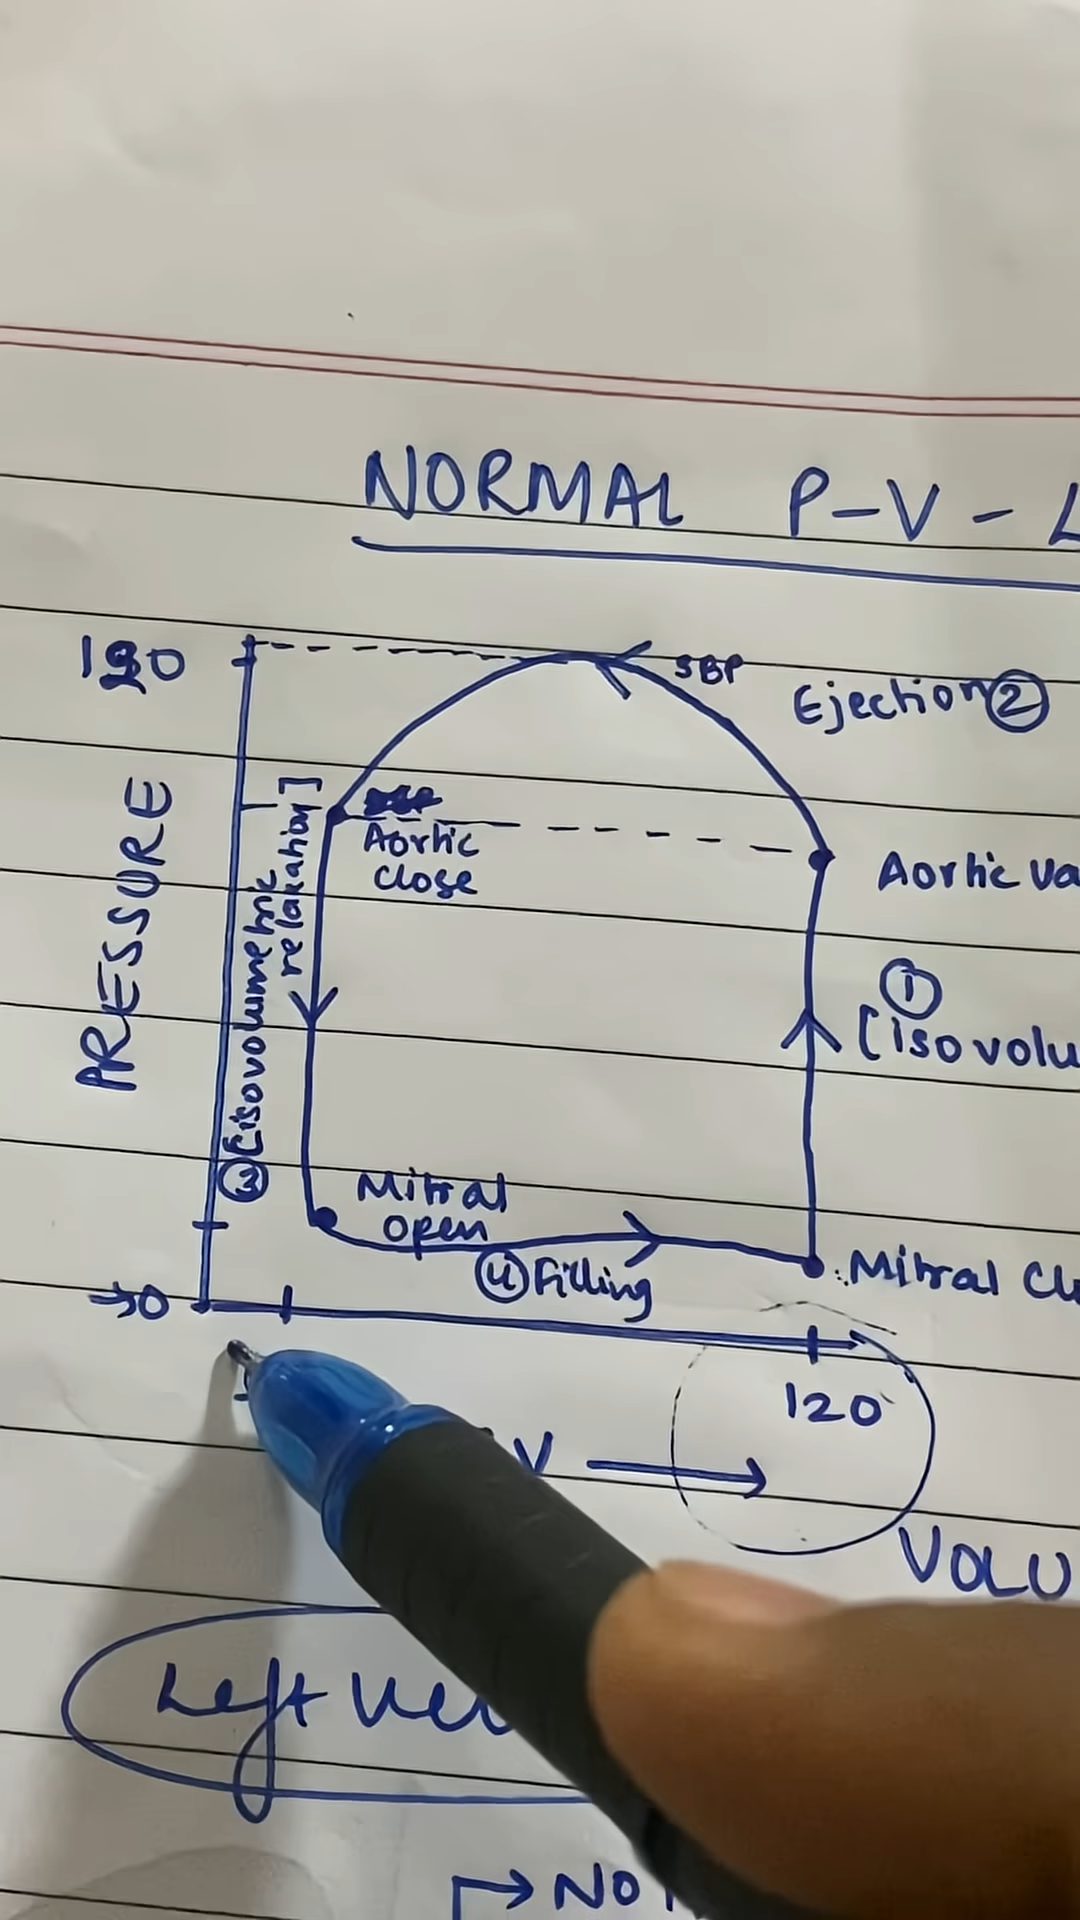 NORMAL P-V-L
120
SBP
Ejection ②
PRESSURE
③ [isovolumetric
relaxation]
Aortic
close
Aortic va
①
[isovolu
Mitral
open
④ Filling
Mitral Cl
→0
120
V →
VOLU
Left Ve
→ NO